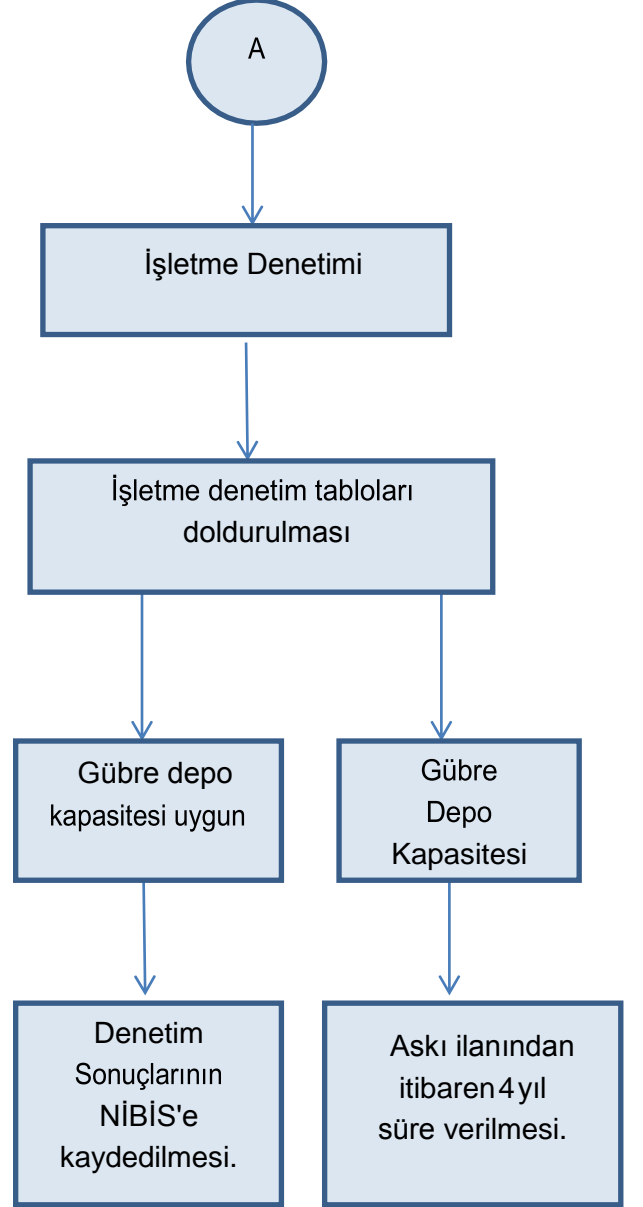 A
İşletme Denetimi
İşletme denetim tabloları
doldurulması
Gübre depo
kapasitesi uygun
Gübre
Depo
Kapasitesi
Denetim
Sonuçlarının
NİBİS'e
kaydedilmesi.
Askı ilanından
itibaren 4 yıl
süre verilmesi.